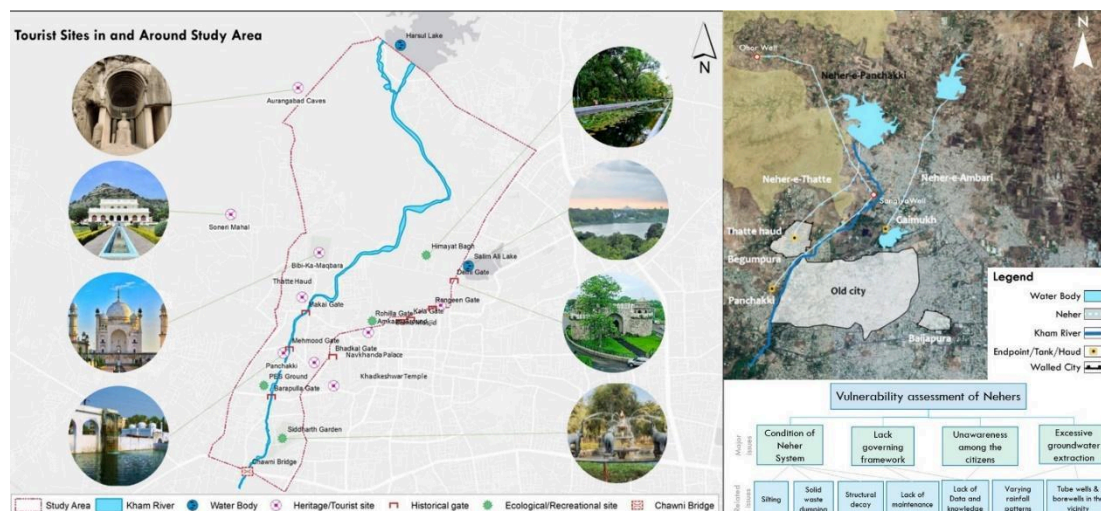 Tourist Sites in and Around Study Area
Harsul Lake
N
Aurangabad Caves
Soneri Mahal
Himayat Bagh
Bibi-Ka-Maqbara
Salim Ali Lake
Delhi Gate
Thatte Haud
Makai Gate
Rangeen Gate
Kala Gate
Rohilla Gate
Mehmood Gate
Bhadkal Gate
Navkhanda Palace
Panchakki
PES Ground
Khadkeshwar Temple
Barapulla Gate
Siddharth Garden
Chawni Bridge
Study Area
Kham River
Water Body
Heritage/Tourist site
Historical gate
Ecological/Recreational site
Chawni Bridge
N
Ohar Well
Neher-e-Panchakki
Neher-e-Thatte
Neher-e-Ambari
Gaimukh
Thatte haud
Begumpura
Panchakki
Old city
Baijapura
Legend
Water Body
Neher
Kham River
Endpoint/Tank/Haud
Walled City
Vulnerability assessment of Nehers
Major
issues
Condition of
Neher
System
Lack
governing
framework
Unawareness
among the
citizens
Excessive
groundwater
extraction
Related
issues
Silting
Solid
waste
dumping
Structural
decay
Lack of
maintenance
Lack of
Data and
knowledge
Varying
rainfall
patterns
Tube wells &
borewells in the
vicinity